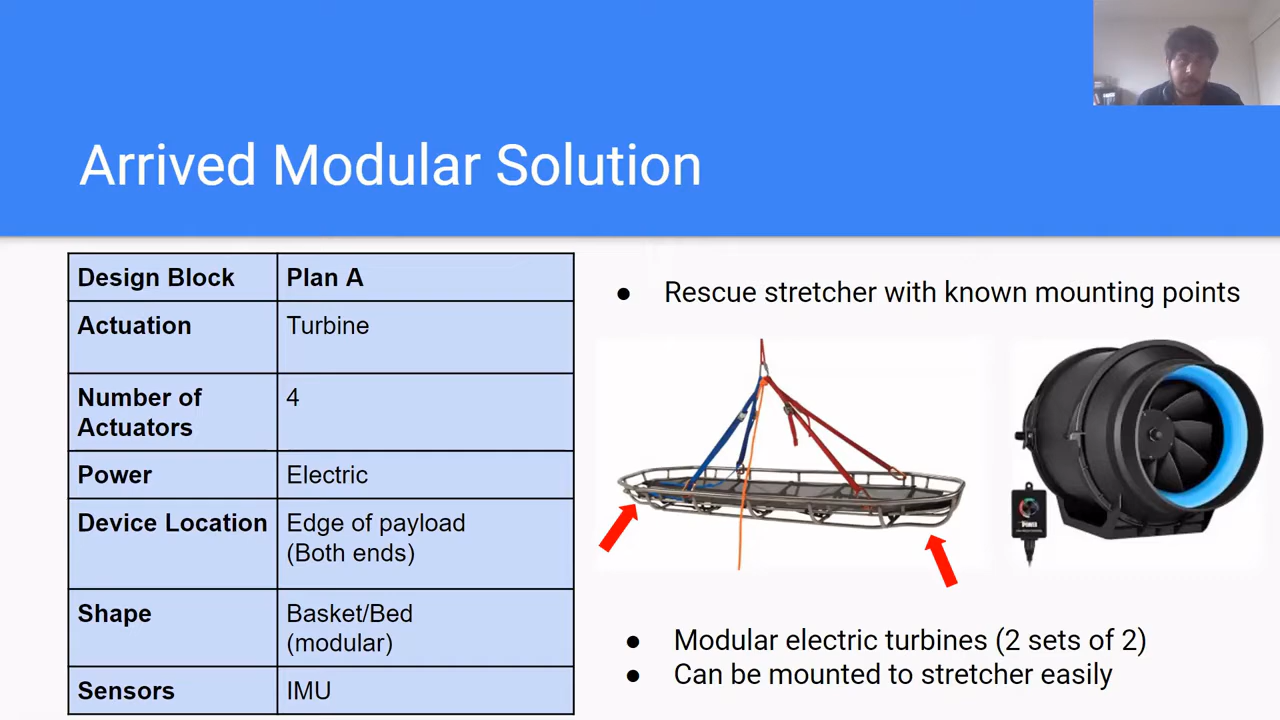 Arrived Modular Solution
Design Block Plan A
Actuation Turbine
Number of Actuators 4
Power Electric
Device Location Edge of payload
(Both ends)
Shape Basket/Bed
(modular)
Sensors IMU
● Rescue stretcher with known mounting points
● Modular electric turbines (2 sets of 2)
● Can be mounted to stretcher easily